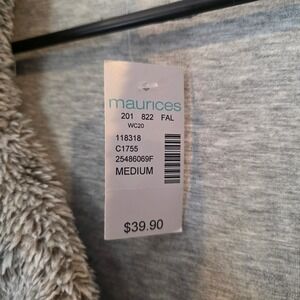 maurices
201 822 FAL
WC20
118318
C1755
25486069F
MEDIUM
$39.90